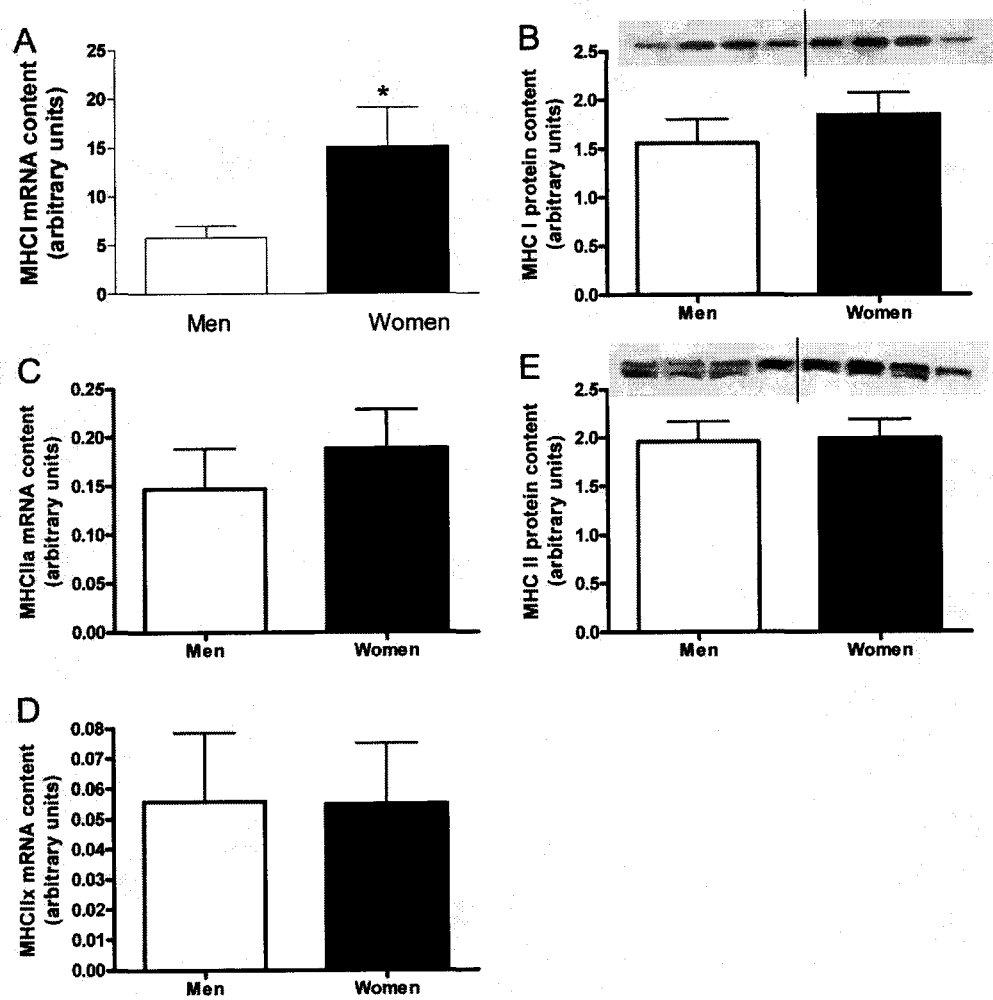 A
MHCI mRNA content
(arbitrary units)
25
20
15
10
5
0
*
Men
Women
B
MHC I protein content
(arbitrary units)
2.5
2.0
1.5
1.0
0.5
0.0
Men
Women
C
MHCIIa mRNA content
(arbitrary units)
0.25
0.20
0.15
0.10
0.05
0.00
Men
Women
E
MHC II protein content
(arbitrary units)
2.5
2.0
1.5
1.0
0.5
0.0
Men
Women
D
MHCIIx mRNA content
(arbitrary units)
0.08
0.07
0.06
0.05
0.04
0.03
0.02
0.01
0.00
Men
Women